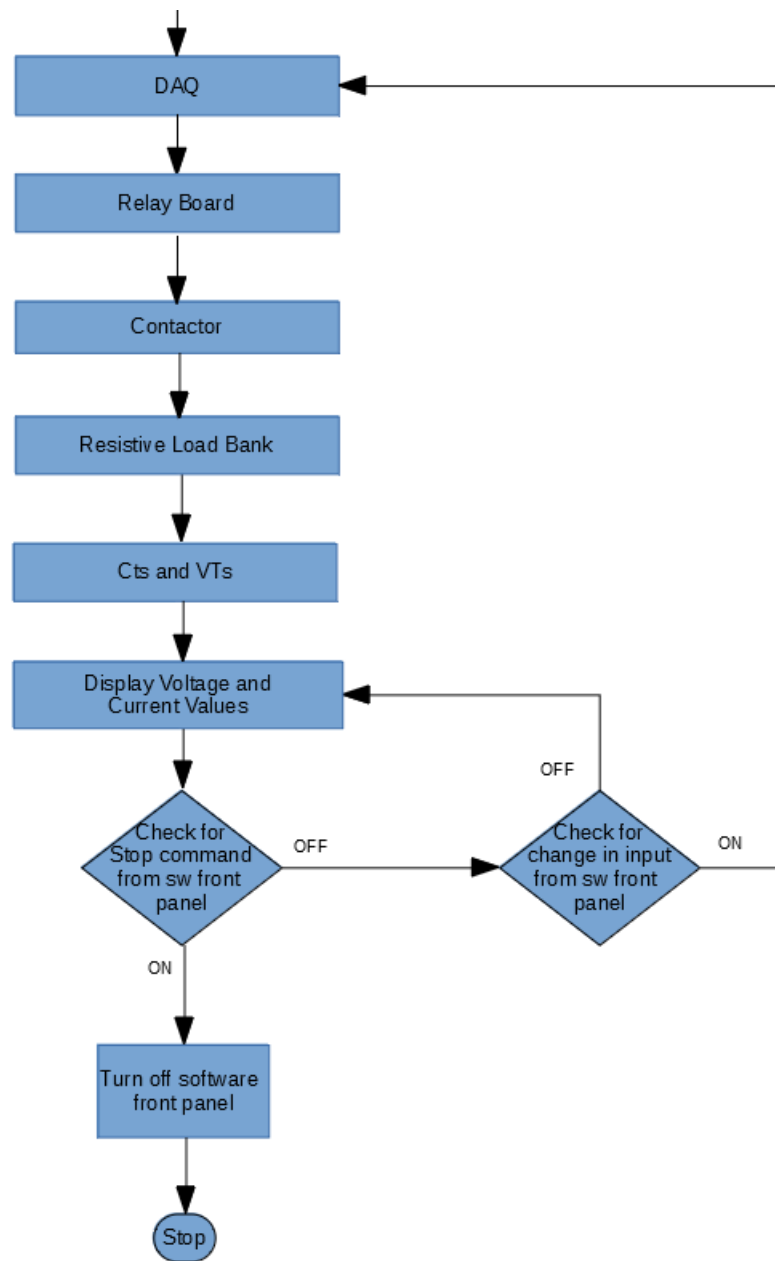 DAQ
Relay Board
Contactor
Resistive Load Bank
Cts and VTs
Display Voltage and
Current Values
OFF
Check for
Stop command
from sw front
panel
OFF
Check for
change in input
from sw front
panel
ON
ON
Turn off software
front panel
Stop